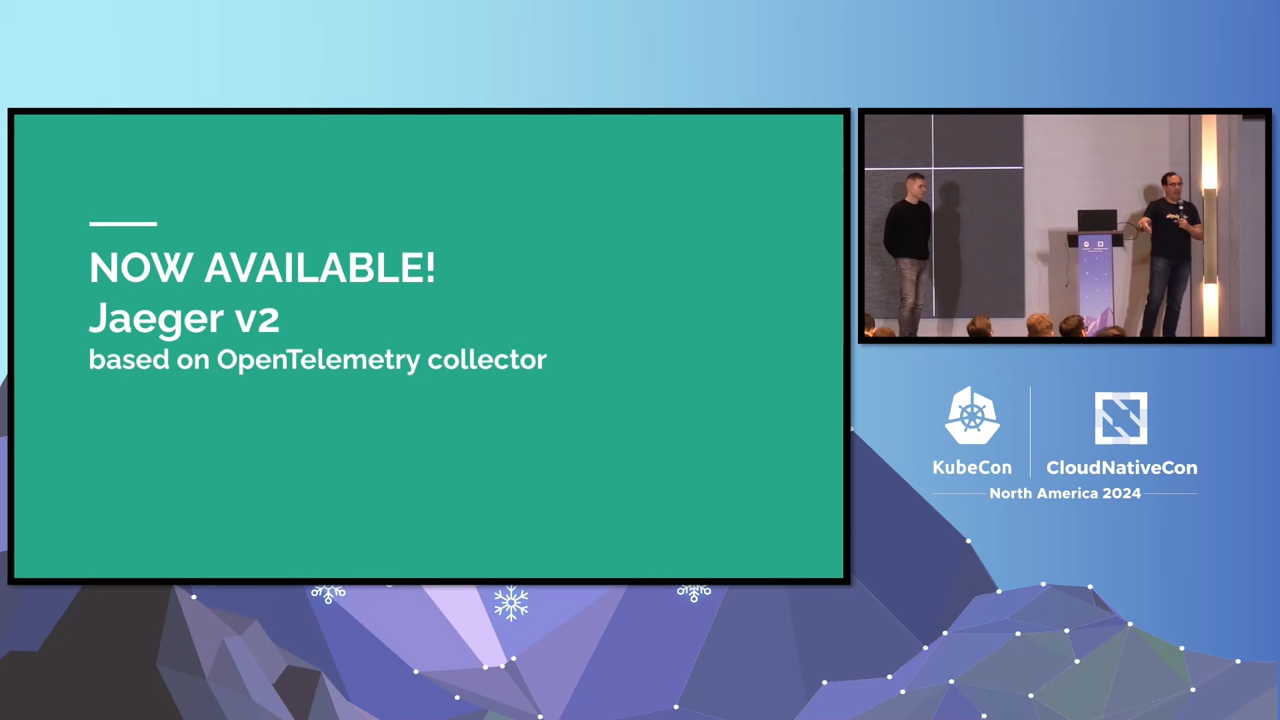 NOW AVAILABLE!
Jaeger v2
based on OpenTelemetry collector
KubeCon
CloudNativeCon
North America 2024